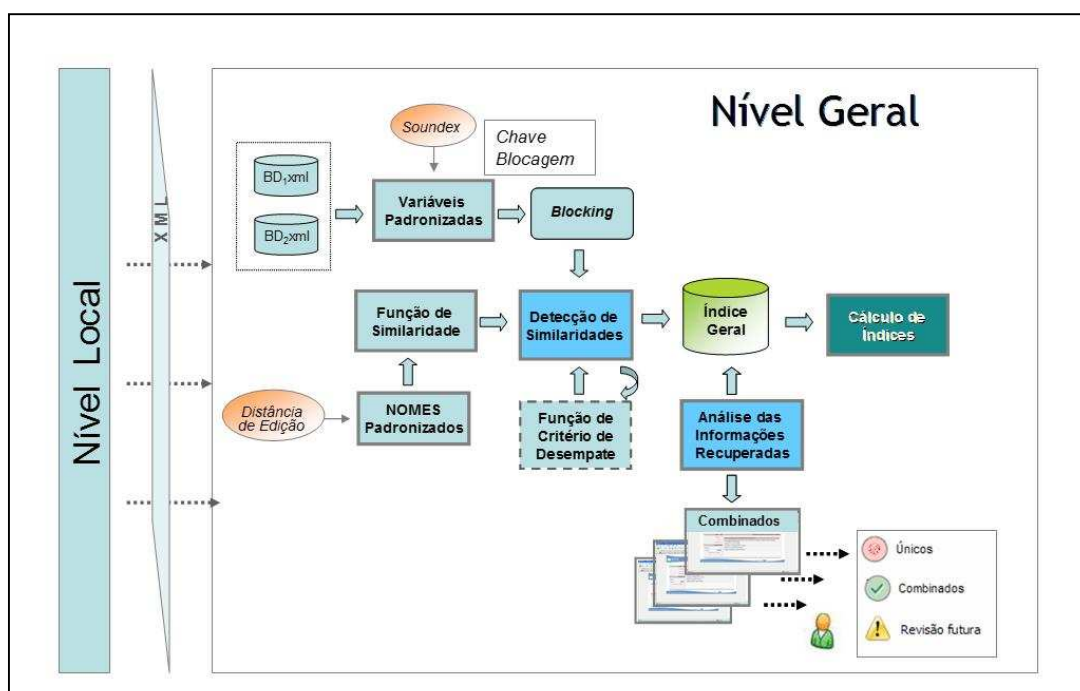 Nível Local
XML
Nível Geral
Soundex
Chave
Blocagem
BD1xml
BD2xml
Variáveis
Padronizadas
Blocking
Função de
Similaridade
Detecção de
Similaridades
Índice
Geral
Cálculo de
Índices
Distância
de Edição
NOMES
Padronizados
Função de
Critério de
Desempate
Análise das
Informações
Recuperadas
Combinados
Únicos
Combinados
Revisão futura